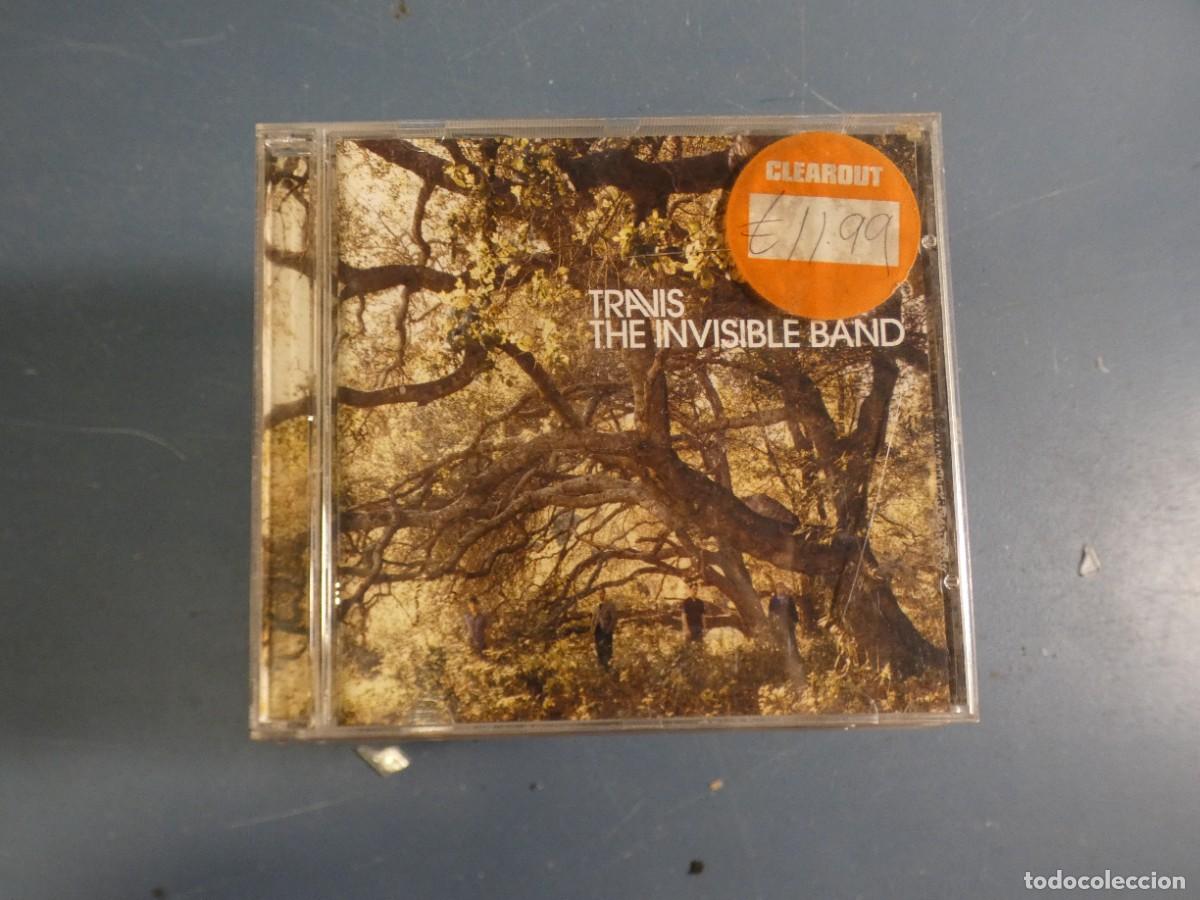 CLEAROUT
£11.99
TRAVIS
THE INVISIBLE BAND
todocoleccion